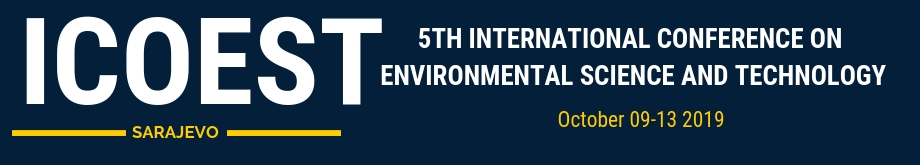 ICOEST
SARAJEVO
5TH INTERNATIONAL CONFERENCE ON
ENVIRONMENTAL SCIENCE AND TECHNOLOGY
October 09-13 2019